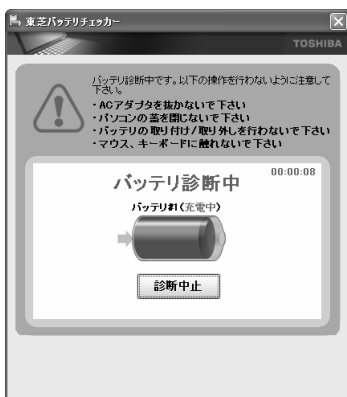 東芝バッテリチェッカー
TOSHIBA
バッテリ診断中です。以下の操作を行わないように注意して
下さい。
・ACアダプタを抜かないで下さい
・パソコンの蓋を閉じないで下さい
・バッテリの取り付け/取り外しを行わないで下さい
・マウス、キーボードに触れないで下さい
00:00:08
バッテリ診断中
バッテリ#1(充電中)
診断中止